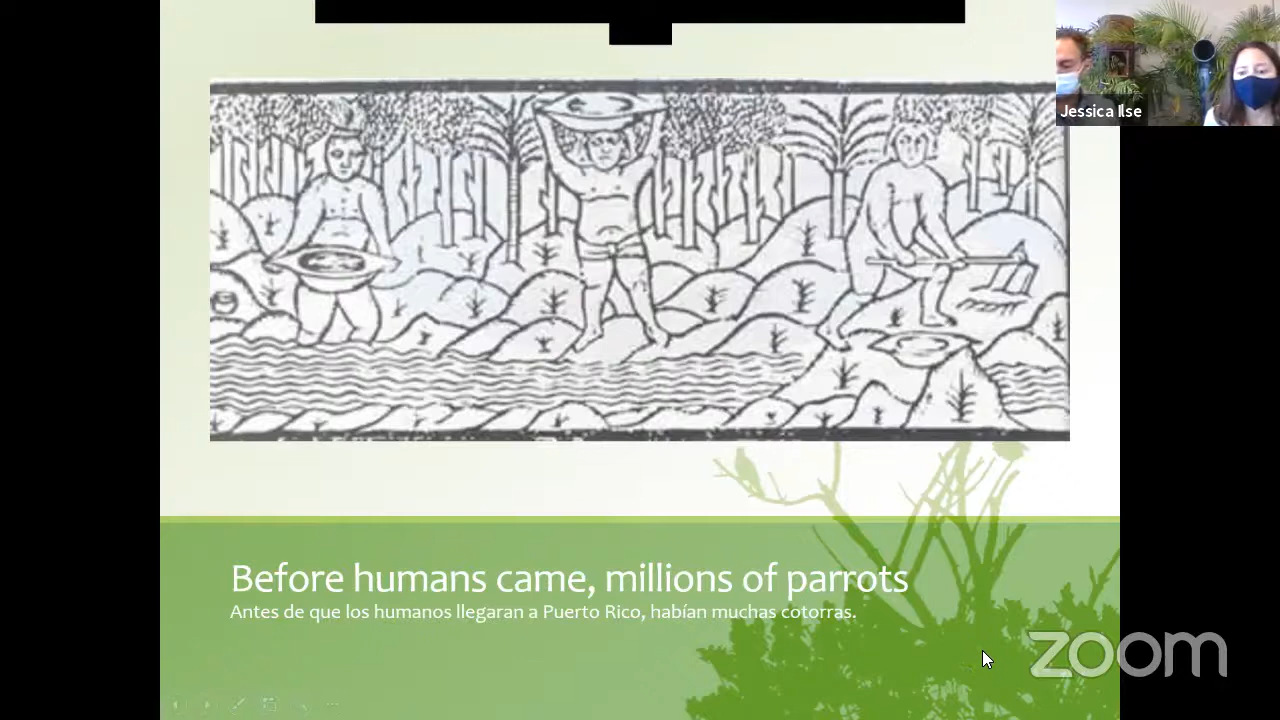 Jessica Ilse
Before humans came, millions of parrots
Antes de que los humanos llegaran a Puerto Rico, habían muchas cotorras.
zoom